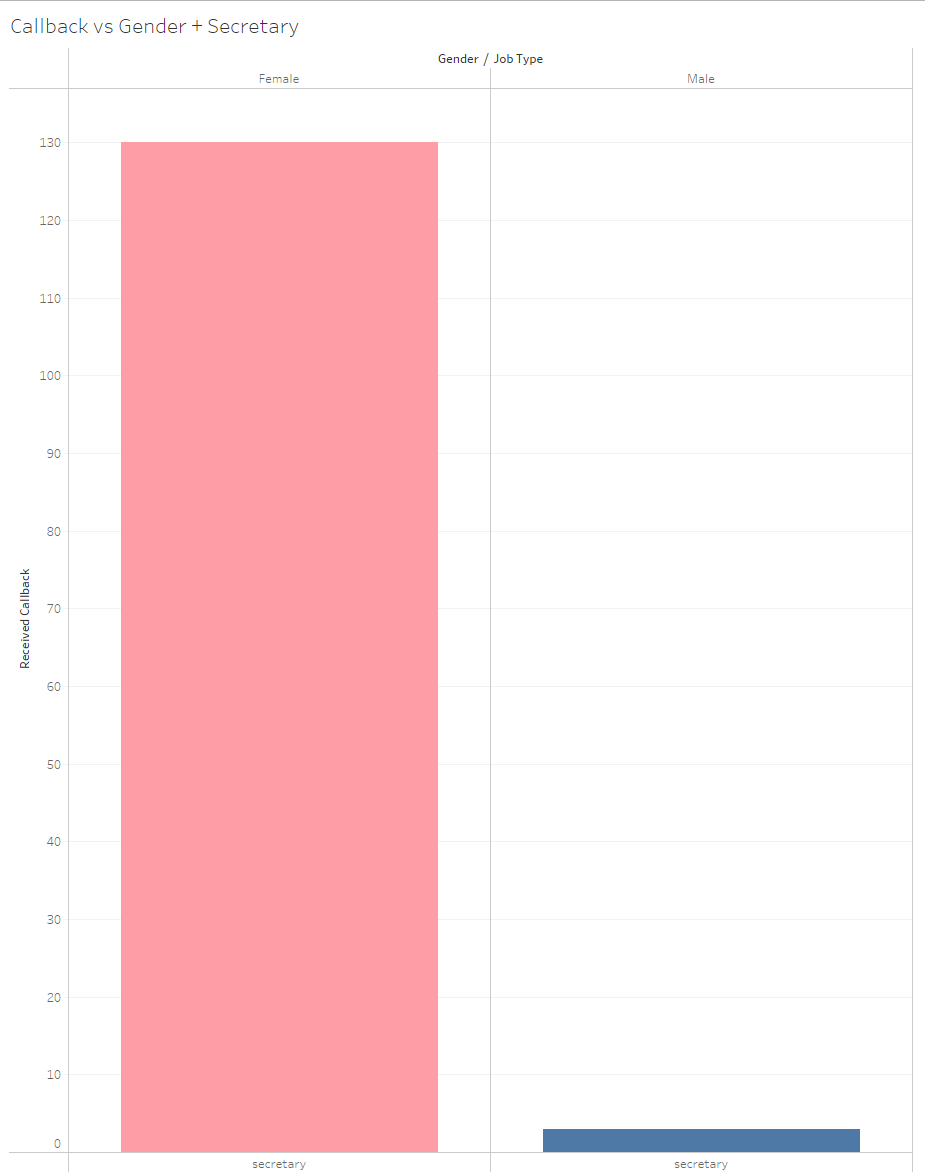 Callback vs Gender + Secretary
Gender / Job Type
Female Male
130
120
110
100
90
80
70
60
50
40
30
20
10
0
Received Callback
secretary secretary